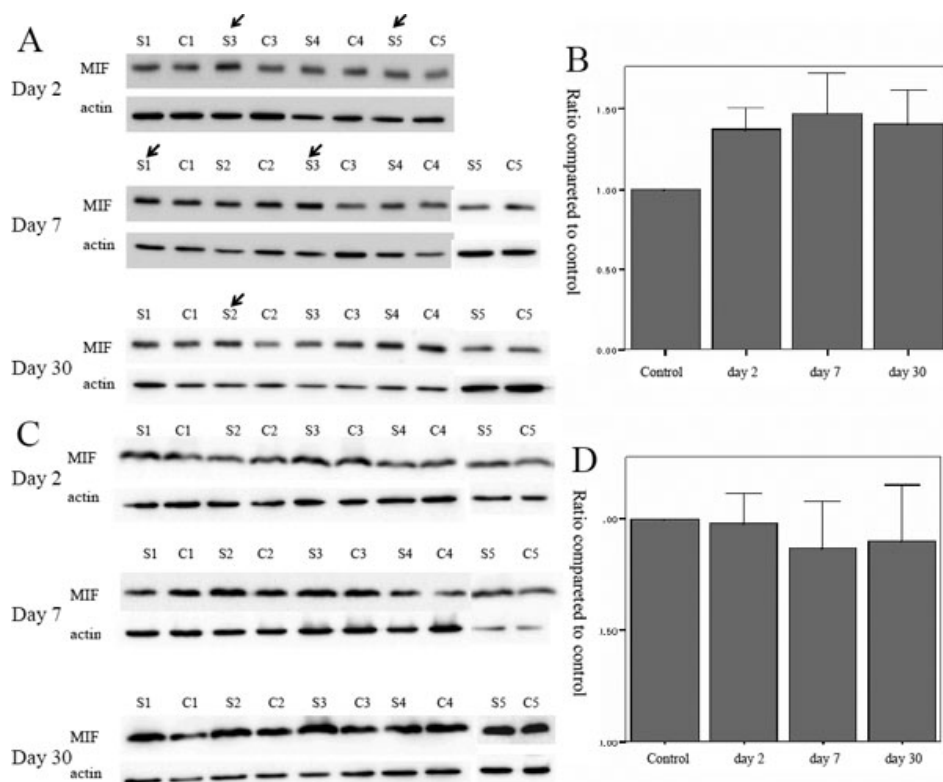 A
S1 C1 S3 C3 S4 C4 S5 C5
Day 2
MIF
actin
S1 C1 S2 C2 S3 C3 S4 C4 S5 C5
Day 7
MIF
actin
S1 C1 S2 C2 S3 C3 S4 C4 S5 C5
Day 30
MIF
actin
B
Ratio compareted to control
1.00
0.50
0.00
Control day 2 day 7 day 30
C
S1 C1 S2 C2 S3 C3 S4 C4 S5 C5
Day 2
MIF
actin
S1 C1 S2 C2 S3 C3 S4 C4 S5 C5
Day 7
MIF
actin
S1 C1 S2 C2 S3 C3 S4 C4 S5 C5
Day 30
MIF
actin
D
Ratio compareted to control
Control day 2 day 7 day 30